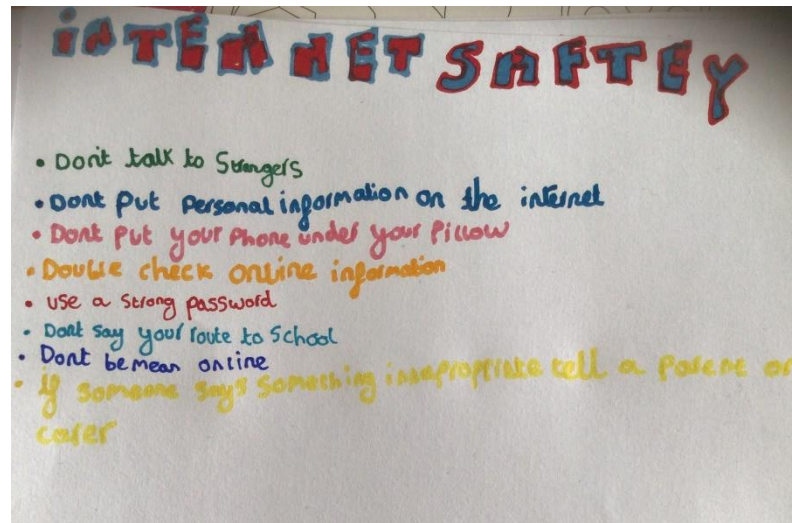 iNTERNET SAFTEY
• Don't talk to Strangers
• Dont put personal information on the internet
• Dont put your Phone under your Pillow
• Double check online information
• use a strong password
• Dont say your route to School
• Dont be mean online
• if someone says something inapropriate tell a Parent or
carer